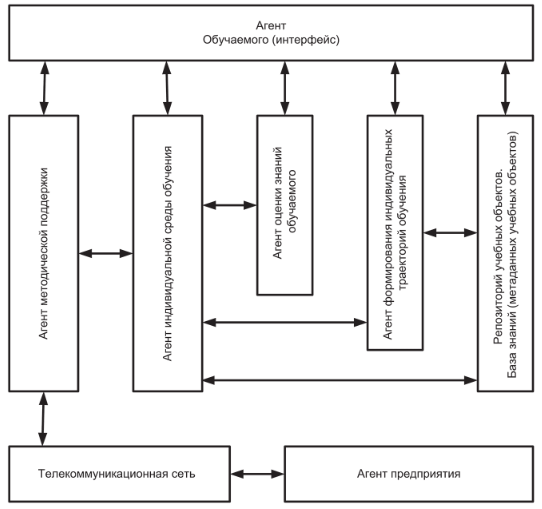 Агент
Обучаемого (интерфейс)
Агент методической поддержки
Агент индивидуальной среды обучения
Агент оценки знаний
обучаемого
Агент формирования индивидуальных
траекторий обучения
Репозиторий учебных объектов.
База знаний (метаданных учебных объектов)
Телекоммуникационная сеть
Агент предприятия